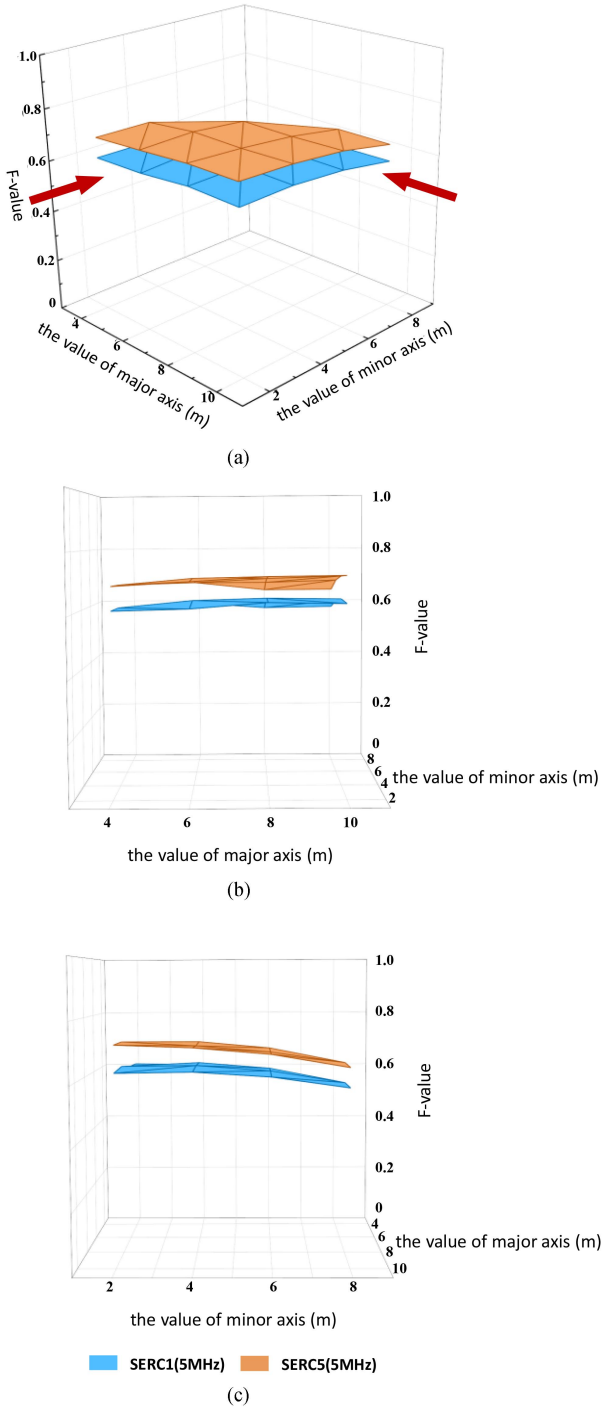 1.0
0.8
0.6
F-value
0.4
0.2
0
4
6
8
10
2
4
6
8
the value of major axis (m)
the value of minor axis (m)
(a)
1.0
0.8
0.6
F-value
0.4
0.2
0
8
6
4
2
the value of minor axis (m)
4 6 8 10
the value of major axis (m)
(b)
1.0
0.8
0.6
F-value
0.4
0.2
0
4
6
8
10
the value of major axis (m)
2 4 6 8
the value of minor axis (m)
SERC1(5MHz) SERC5(5MHz)
(c)